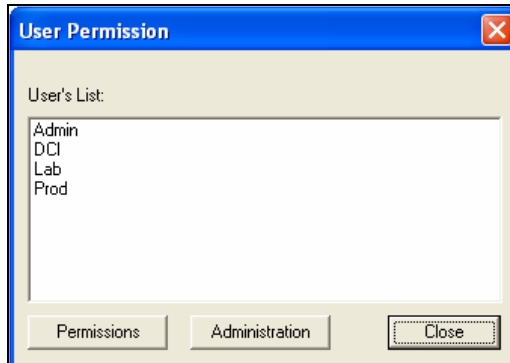 User Permission
User's List:
Admin
DCI
Lab
Prod
Permissions Administration Close